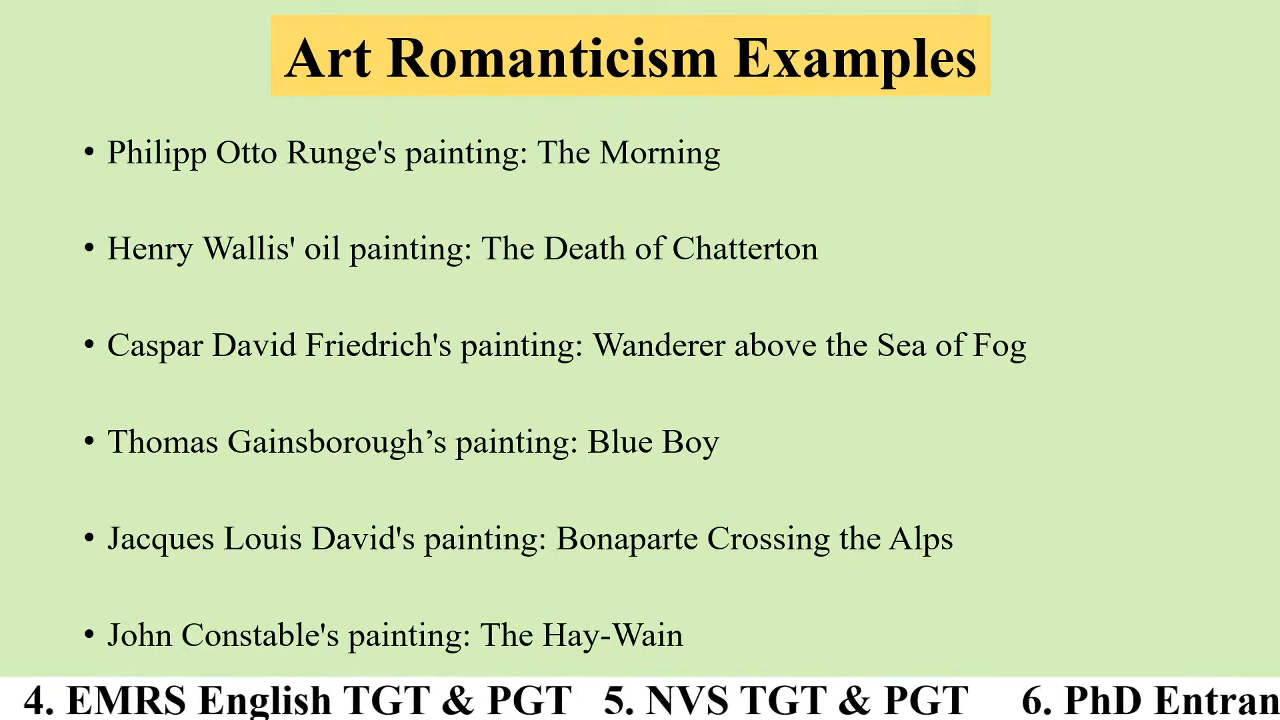 Art Romanticism Examples
• Philipp Otto Runge's painting: The Morning
• Henry Wallis' oil painting: The Death of Chatterton
• Caspar David Friedrich's painting: Wanderer above the Sea of Fog
• Thomas Gainsborough’s painting: Blue Boy
• Jacques Louis David's painting: Bonaparte Crossing the Alps
• John Constable's painting: The Hay-Wain
4. EMRS English TGT & PGT 5. NVS TGT & PGT 6. PhD Entran